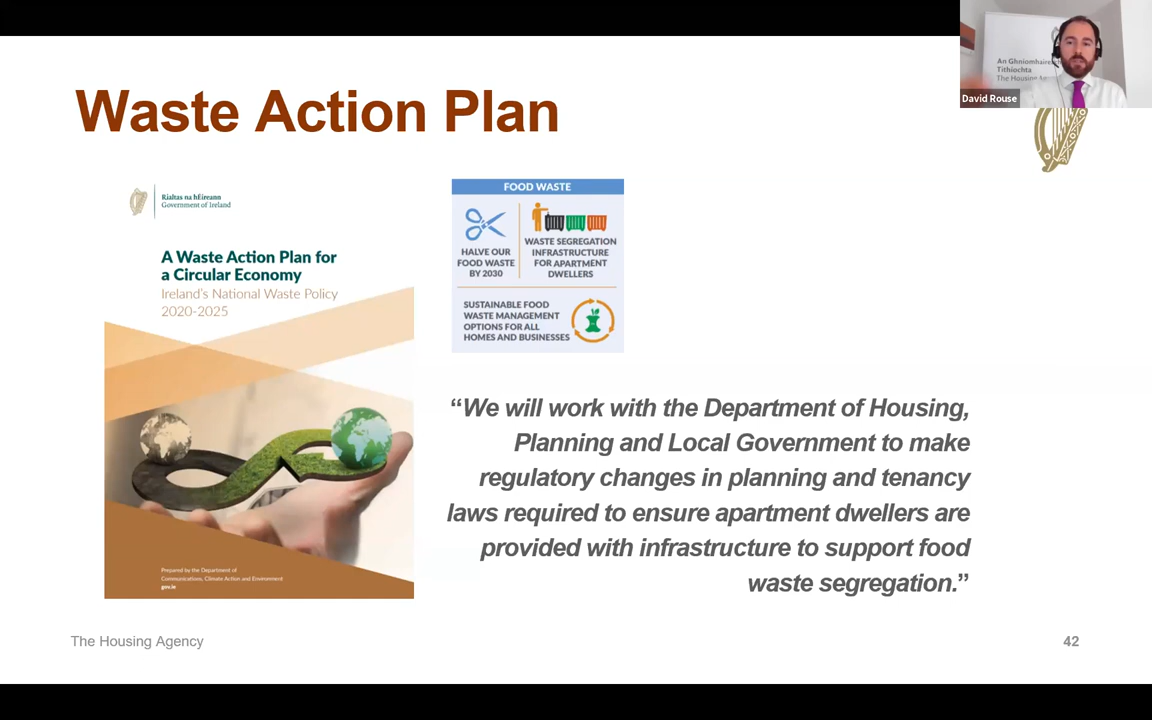 Waste Action Plan
An Ghníomhaireacht
Tithíochta
The Housing
David Rouse
Rialtas na hÉireann
Government of Ireland
A Waste Action Plan for
a Circular Economy
Ireland's National Waste Policy
2020-2025
Prepared by the Department of
Communications, Climate Action and Environment
gov.ie
FOOD WASTE
HALVE OUR
FOOD WASTE
BY 2030
WASTE SEGREGATION
INFRASTRUCTURE
FOR APARTMENT
DWELLERS
SUSTAINABLE FOOD
WASTE MANAGEMENT
OPTIONS FOR ALL
HOMES AND BUSINESSES
“We will work with the Department of Housing,
Planning and Local Government to make
regulatory changes in planning and tenancy
laws required to ensure apartment dwellers are
provided with infrastructure to support food
waste segregation.”
The Housing Agency
42